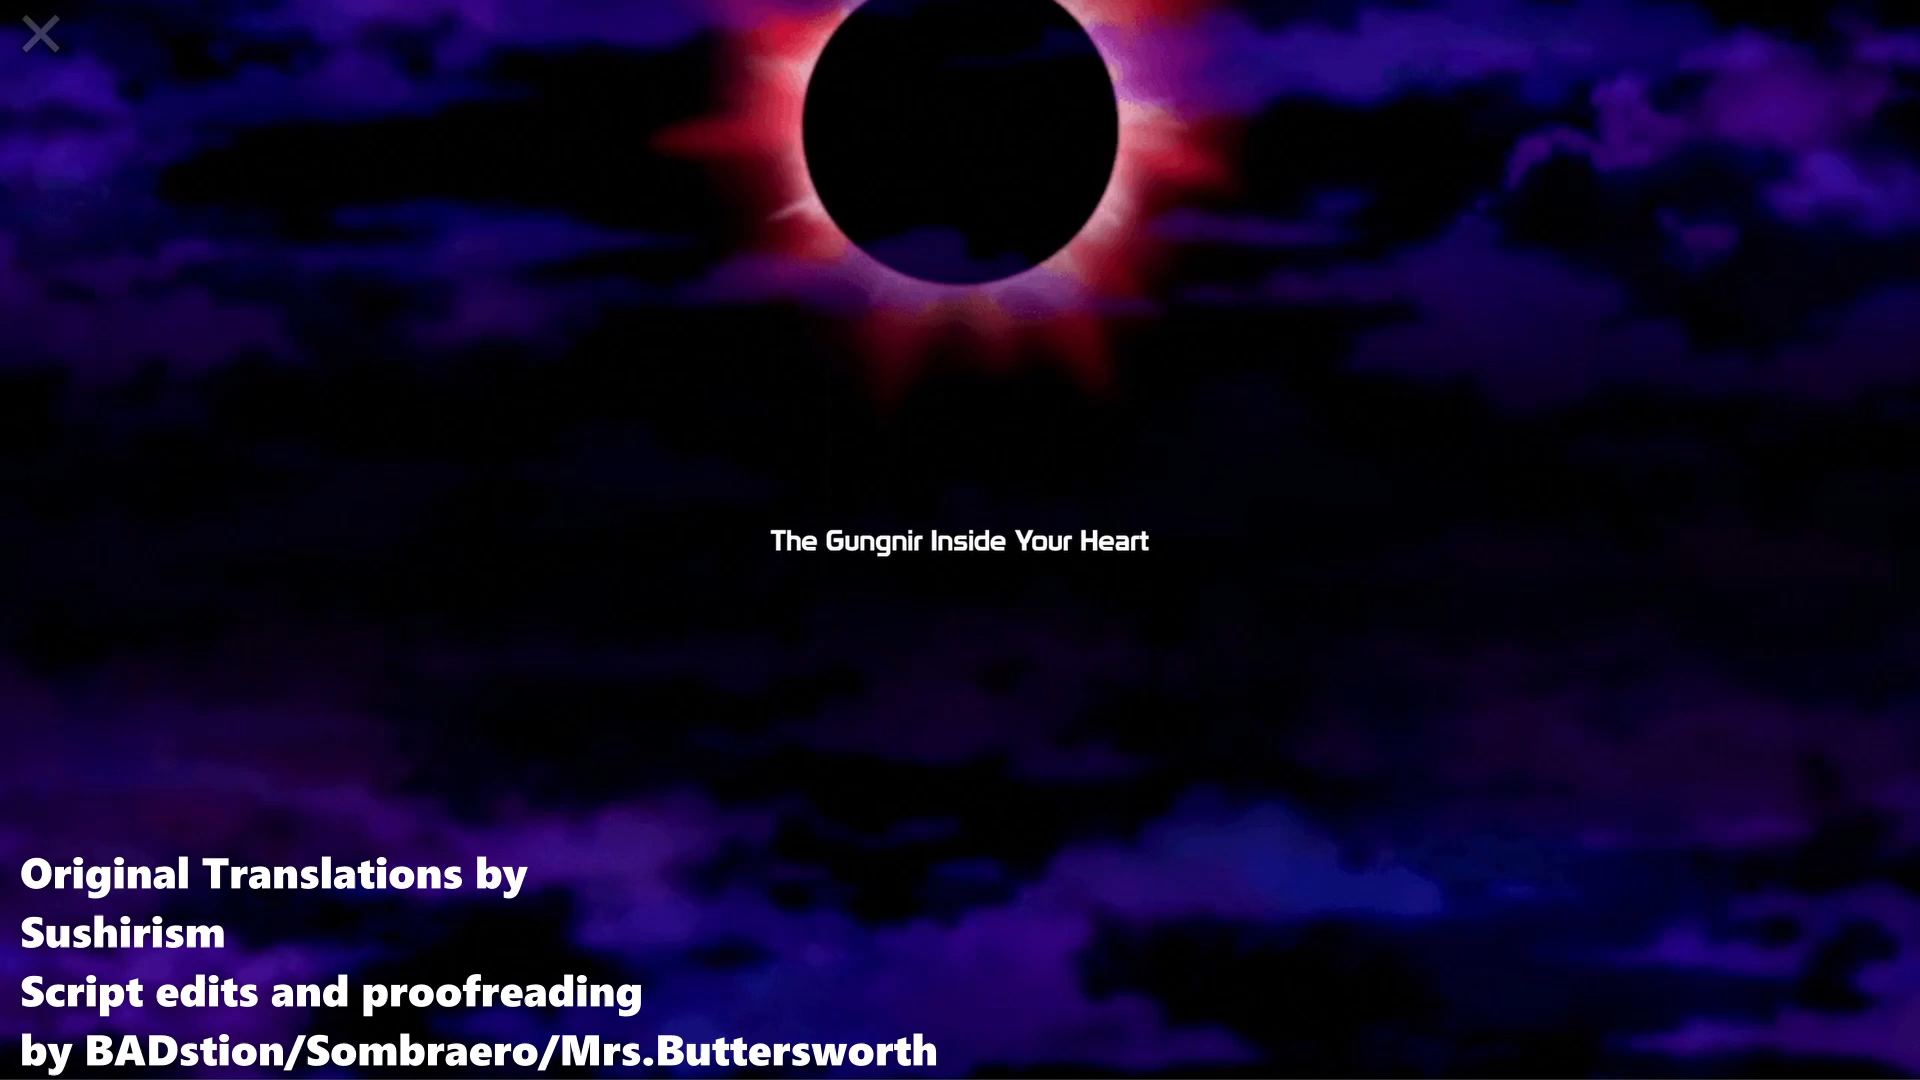 The Gungnir Inside Your Heart
Original Translations by
Sushirism
Script edits and proofreading
by BADstion/Sombraero/Mrs.Buttersworth